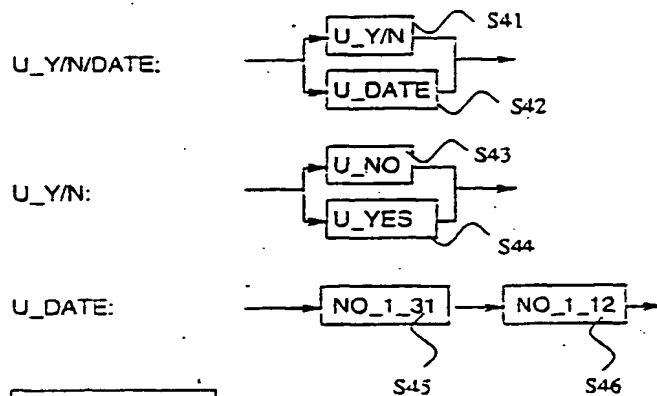 S41
U_Y/N
U_Y/N/DATE:
U_DATE
S42
S43
U_NO
U_Y/N:
U_YES
S44
U_DATE:
NO_1_31
NO_1_12
S45
S46